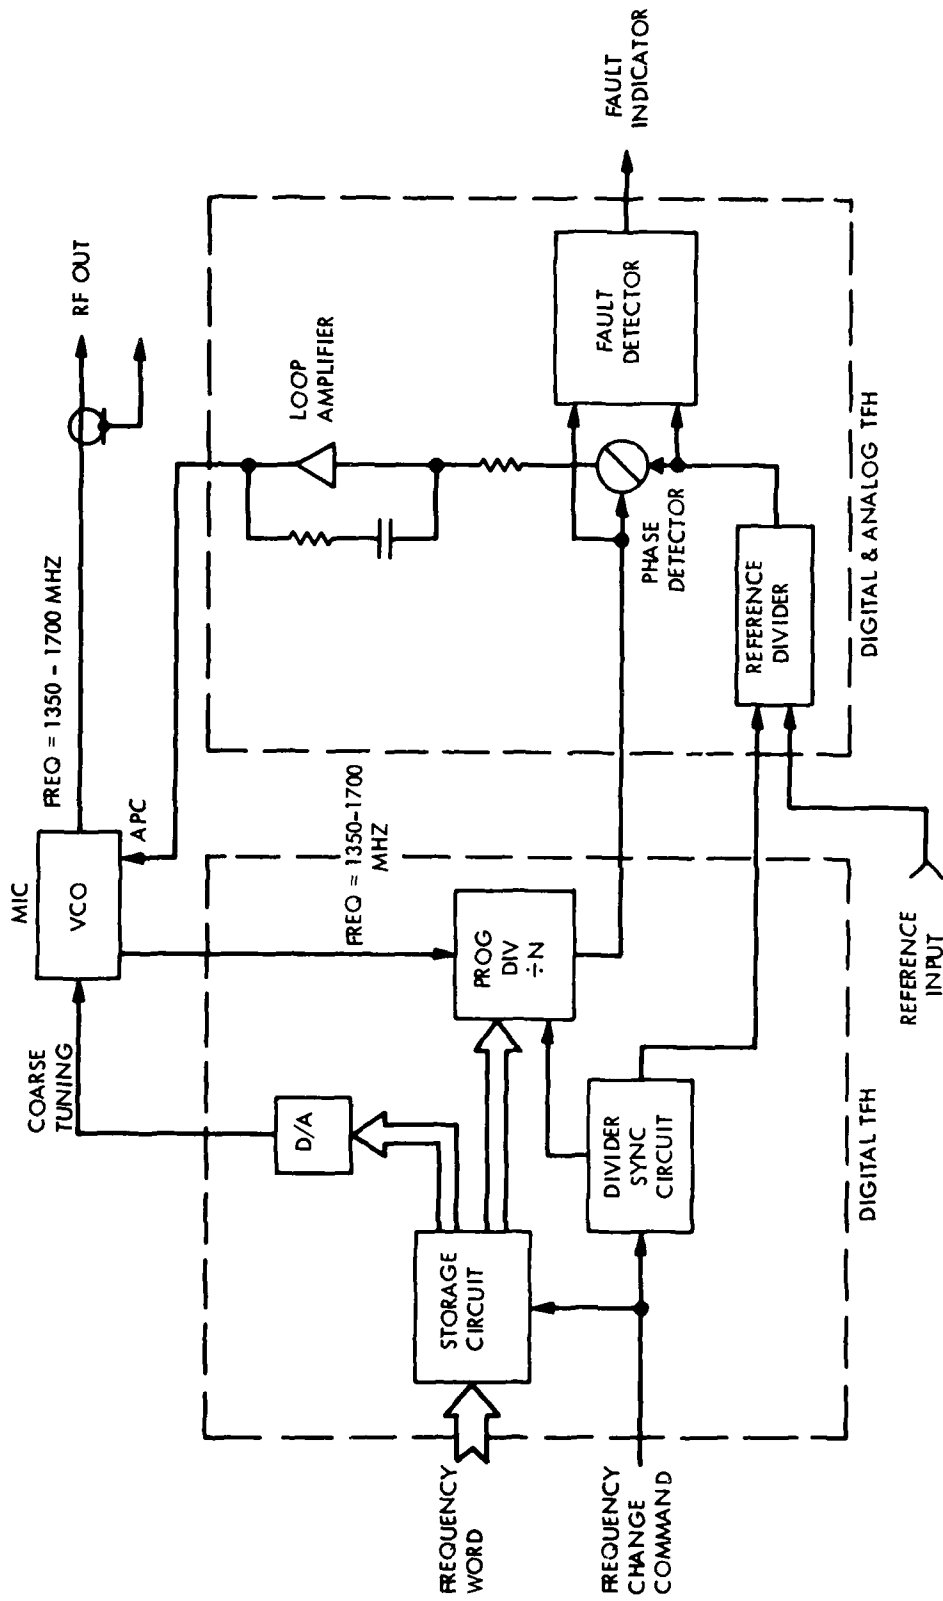 MIC
VCO
COARSE
TUNING
APC
FREQ = 1350 - 1700 MHZ
RF OUT
D/A
FREQ = 1350-1700
MHZ
LOOP
AMPLIFIER
FREQUENCY
WORD
STORAGE
CIRCUIT
PROG
DIV
÷N
PHASE
DETECTOR
FAULT
DETECTOR
FAULT
INDICATOR
FREQUENCY
CHANGE
COMMAND
DIVIDER
SYNC
CIRCUIT
REFERENCE
DIVIDER
DIGITAL TFH
DIGITAL & ANALOG TFH
REFERENCE
INPUT